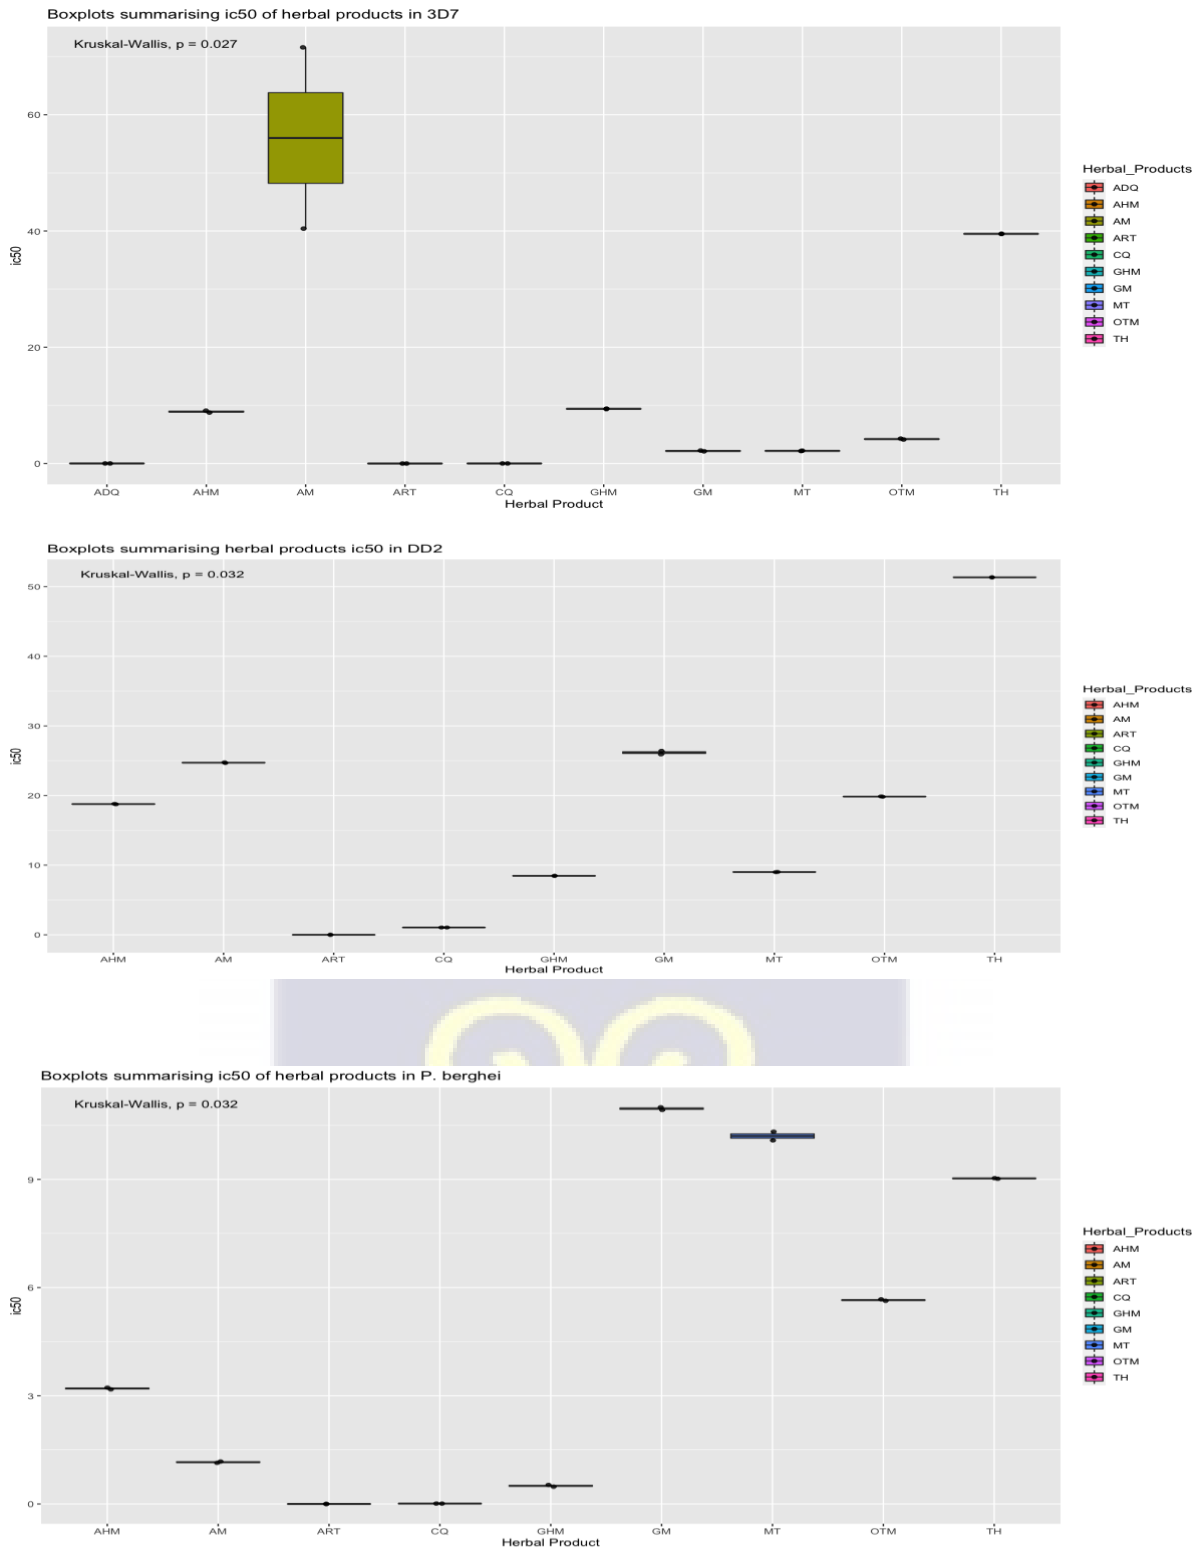 Boxplots summarising ic50 of herbal products in 3D7
Kruskal-Wallis, p = 0.027
60
40
20
0
ic50
ADQ AHM AM ART CQ GHM GM MT OTM TH
Herbal Product
Herbal_Products
ADQ
AHM
AM
ART
CQ
GHM
GM
MT
OTM
TH
Boxplots summarising herbal products ic50 in DD2
Kruskal-Wallis, p = 0.032
50
40
30
20
10
0
ic50
AHM AM ART CQ GHM GM MT OTM TH
Herbal Product
Herbal_Products
AHM
AM
ART
CQ
GHM
GM
MT
OTM
TH
Boxplots summarising ic50 of herbal products in P. berghei
Kruskal-Wallis, p = 0.032
9
6
3
0
ic50
AHM AM ART CQ GHM GM MT OTM TH
Herbal Product
Herbal_Products
AHM
AM
ART
CQ
GHM
GM
MT
OTM
TH